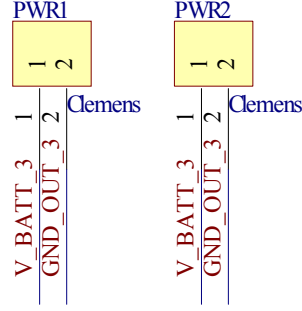 PWR1
1
2
Clemens
1
2
V_BATT_3
GND_OUT_3
PWR2
1
2
Clemens
1
2
V_BATT_3
GND_OUT_3